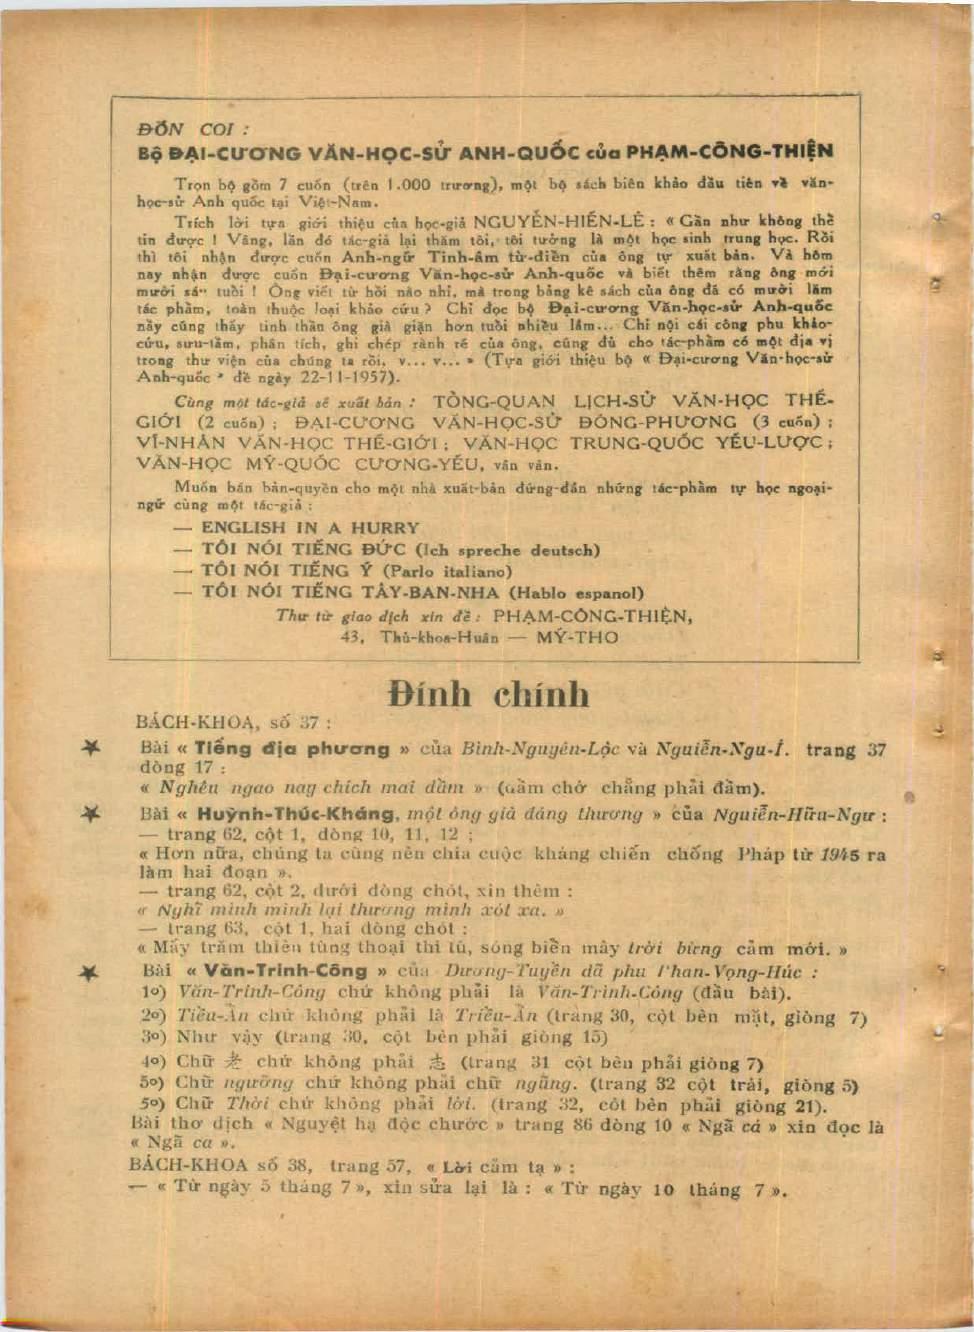 ĐÓN COI :
Bộ ĐẠI-CƯƠNG VĂN-HỌC-SỬ ANH-QUỐC của PHẠM-CÔNG-THIỆN
Trọn bộ gồm 7 cuốn (trên 1.000 trương), một bộ sách biên khảo đầu tiên về văn-
học-sử Anh quốc tại Việt-Nam.
Trích lời tựa giới thiệu của học-giả NGUYỄN-HIẾN-LÊ : « Gần như không thể
tin được ! Vâng, lần đó tác-giả lại thăm tôi, tôi tưởng là một học sinh trung học. Rồi
thì tôi nhận được cuốn Anh-ngữ Tinh-âm từ-điển của ông tự xuất bản. Và hôm
nay nhận được cuốn Đại-cương Văn-học-sử Anh-quốc và biết thêm rằng ông mới
mười sáu tuổi ! Ông viết từ hồi nào nhỉ, mà trong bảng kê sách của ông đã có mười lăm
tác phẩm, toàn thuộc loại khảo cứu ? Chỉ đọc bộ Đại-cương Văn-học-sử Anh-quốc
này cũng thấy tinh thần ông già giặn hơn tuổi nhiều lắm... Chỉ nội cái công phu khảo-
cứu, sưu-tầm, phân tích, ghi chép rành rẽ của ông, cũng đủ cho tác-phẩm có một địa vị
trong thư viện của chúng ta rồi, v... v... » (Tựa giới thiệu bộ « Đại-cương Văn-học-sử
Anh-quốc » đề ngày 22-11-1957).
Cùng một tác-giả sẽ xuất bản : TỔNG-QUAN LỊCH-SỬ VĂN-HỌC THẾ-
GIỚI (2 cuốn) ; ĐẠI-CƯƠNG VĂN-HỌC-SỬ ĐÔNG-PHƯƠNG (3 cuốn) ;
VĨ-NHÂN VĂN-HỌC THẾ-GIỚI ; VĂN-HỌC TRUNG-QUỐC YẾU-LƯỢC ;
VĂN-HỌC MỸ-QUỐC CƯƠNG-YẾU, vân vân.
Muốn bán bản-quyền cho một nhà xuất-bản đứng-đắn những tác-phẩm tự học ngoại-
ngữ cùng một tác-giả :
— ENGLISH IN A HURRY
— TÔI NÓI TIẾNG ĐỨC (Ich spreche deutsch)
— TÔI NÓI TIẾNG Ý (Parlo italiano)
— TÔI NÓI TIẾNG TÂY-BAN-NHA (Hablo espanol)
Thư từ giao dịch xin đề : PHẠM-CÔNG-THIỆN,
43, Thủ-khoa-Huân — MỸ-THO
Đính chính
BÁCH-KHOA, số 37 :
★ Bài « Tiếng địa phương » của Bình-Nguyên-Lộc và Nguiễn-Ngu-Í. trang 37
dòng 17 :
« Nghêu ngao nay chích mai đầm » (đầm chớ chẳng phải đấm).
★ Bài « Huỳnh-Thúc-Kháng, một ông già đáng thương » của Nguiễn-Hữu-Ngư :
— trang 62, cột 1, dòng 10, 11, 12 ;
« Hơn nữa, chúng ta cũng nên chia cuộc kháng chiến chống Pháp từ 1945 ra
làm hai đoạn ».
— trang 62, cột 2, dưới dòng chót, xin thêm :
« Nghĩ mình mình lại thương mình xót xa. »
— trang 63, cột 1, hai dòng chót :
« Mấy trăm thiên tùng thoại thi tù, sóng biển mây trời bừng cảm mới. »
★ Bài « Văn-Trinh-Công » của Dương-Tuyền dã phu Phan-Vọng-Húc :
1º) Văn-Trinh-Công chứ không phải là Văn-Trình-Công (đầu bài).
2º) Tiều-Ẩn chứ không phải là Triều-Ẩn (trang 30, cột bên mặt, giòng 7)
3º) Như vậy (trang 30, cột bên phải giòng 15)
4º) Chữ 老 chứ không phải 志 (trang 31 cột bên phải giòng 7)
5º) Chữ ngưỡng chứ không phải chữ ngũng. (trang 32 cột trái, giòng 5)
5º) Chữ Thời chứ không phải lời. (trang 32, cột bên phải giòng 21).
Bài thơ dịch « Nguyệt hạ độc chước » trang 86 dòng 10 « Ngã cá » xin đọc là
« Ngã ca ».
BÁCH-KHOA số 38, trang 57, « Lời cảm tạ » :
— « Từ ngày 5 tháng 7 », xin sửa lại là : « Từ ngày 10 tháng 7 ».